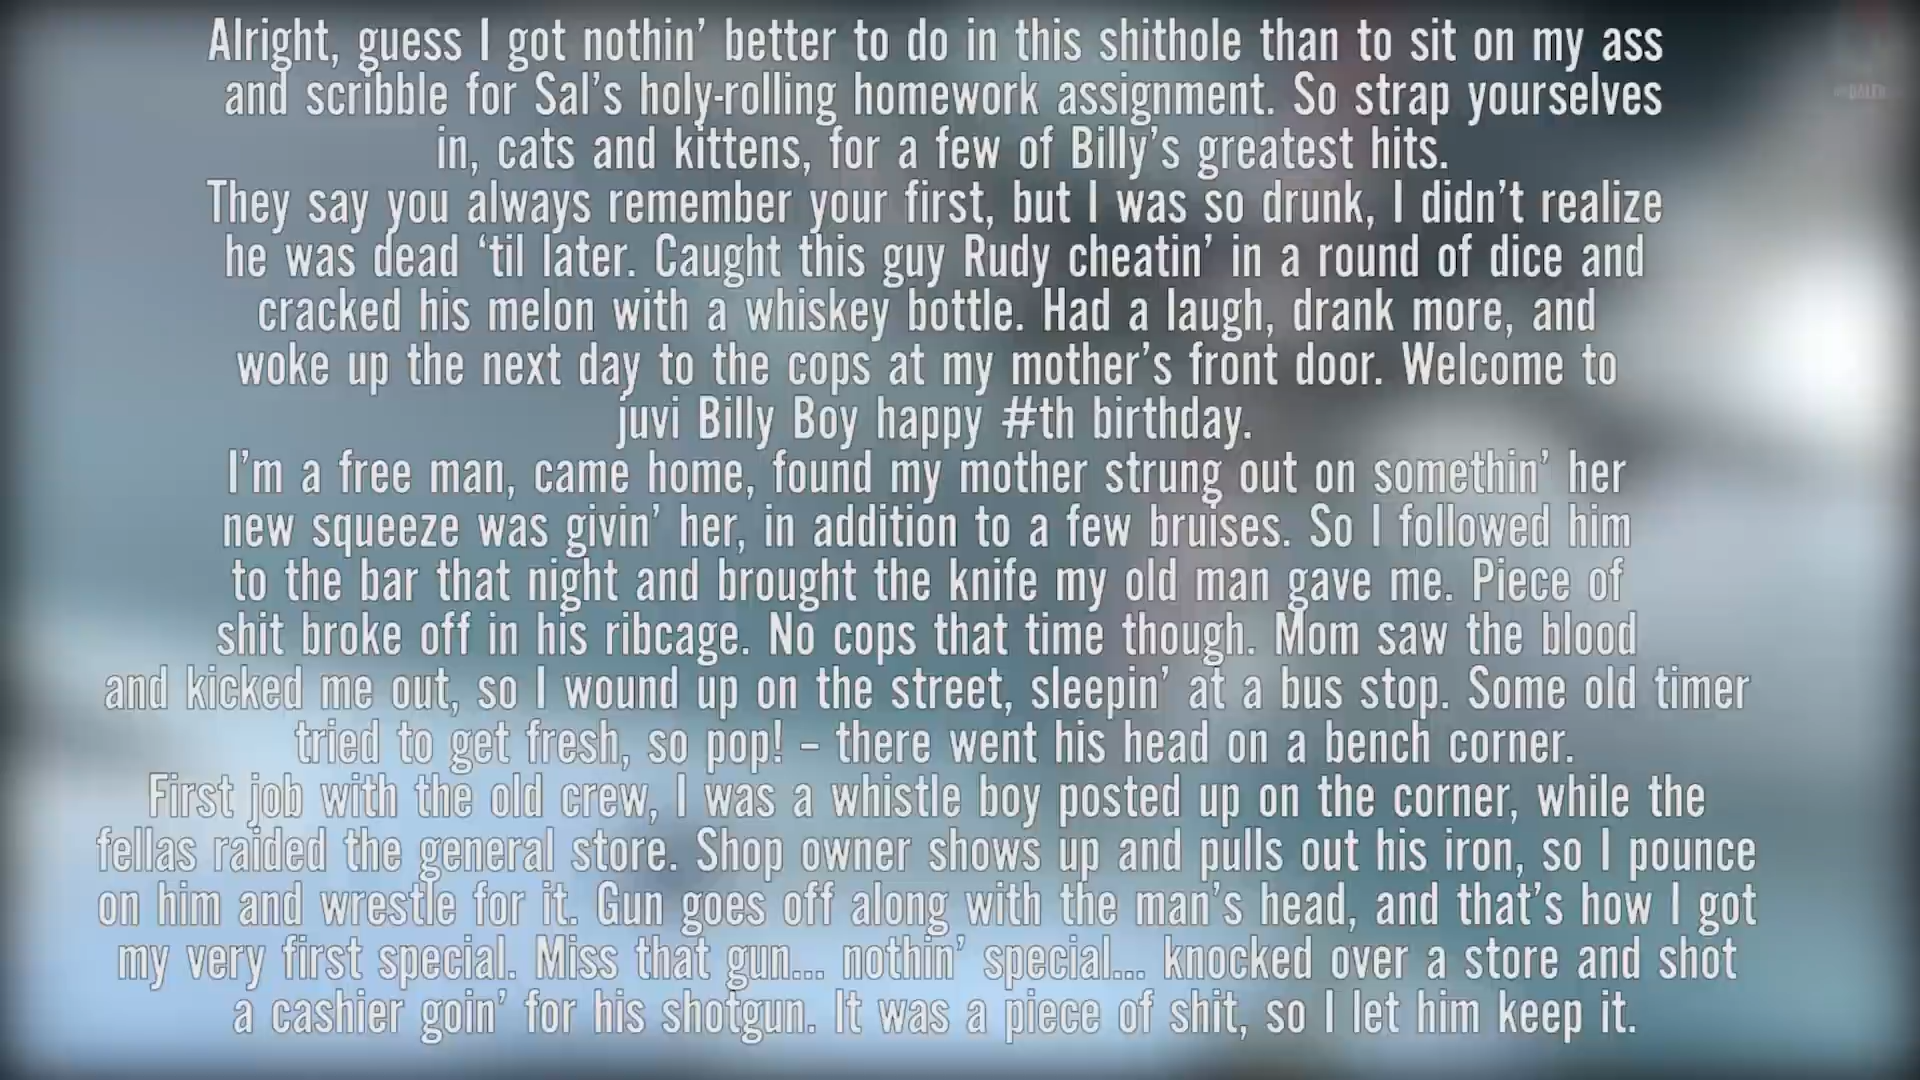 Alright, guess I got nothin’ better to do in this shithole than to sit on my ass
and scribble for Sal’s holy-rolling homework assignment. So strap yourselves
in, cats and kittens, for a few of Billy’s greatest hits.
They say you always remember your first, but I was so drunk, I didn’t realize
he was dead ‘til later. Caught this guy Rudy cheatin’ in a round of dice and
cracked his melon with a whiskey bottle. Had a laugh, drank more, and
woke up the next day to the cops at my mother’s front door. Welcome to
juvi Billy Boy happy #th birthday.
I’m a free man, came home, found my mother strung out on somethin’ her
new squeeze was givin’ her, in addition to a few bruises. So I followed him
to the bar that night and brought the knife my old man gave me. Piece of
shit broke off in his ribcage. No cops that time though. Mom saw the blood
and kicked me out, so I wound up on the street, sleepin’ at a bus stop. Some old timer
tried to get fresh, so pop! – there went his head on a bench corner.
First job with the old crew, I was a whistle boy posted up on the corner, while the
fellas raided the general store. Shop owner shows up and pulls out his iron, so I pounce
on him and wrestle for it. Gun goes off along with the man’s head, and that’s how I got
my very first special. Miss that gun... nothin’ special... knocked over a store and shot
a cashier goin’ for his shotgun. It was a piece of shit, so I let him keep it.